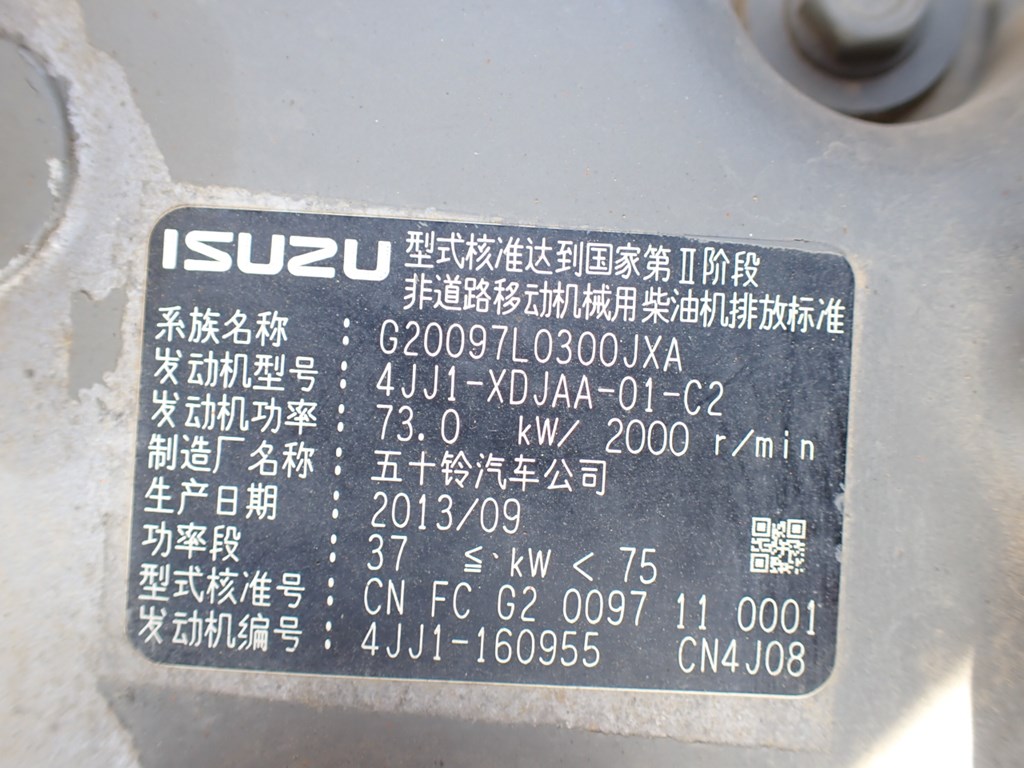 ISUZU 型式核准达到国家第Ⅱ阶段
非道路移动机械用柴油机排放标准
系族名称 : G20097L0300JXA
发动机型号 : 4JJ1-XDJAA-01-C2
发动机功率 : 73.0 kW/ 2000 r/min
制造厂名称 : 五十铃汽车公司
生产日期 : 2013/09
功率段 : 37 ≦ kW < 75
型式核准号 : CN FC G2 0097 11 0001
发动机编号 : 4JJ1-160955 CN4J08